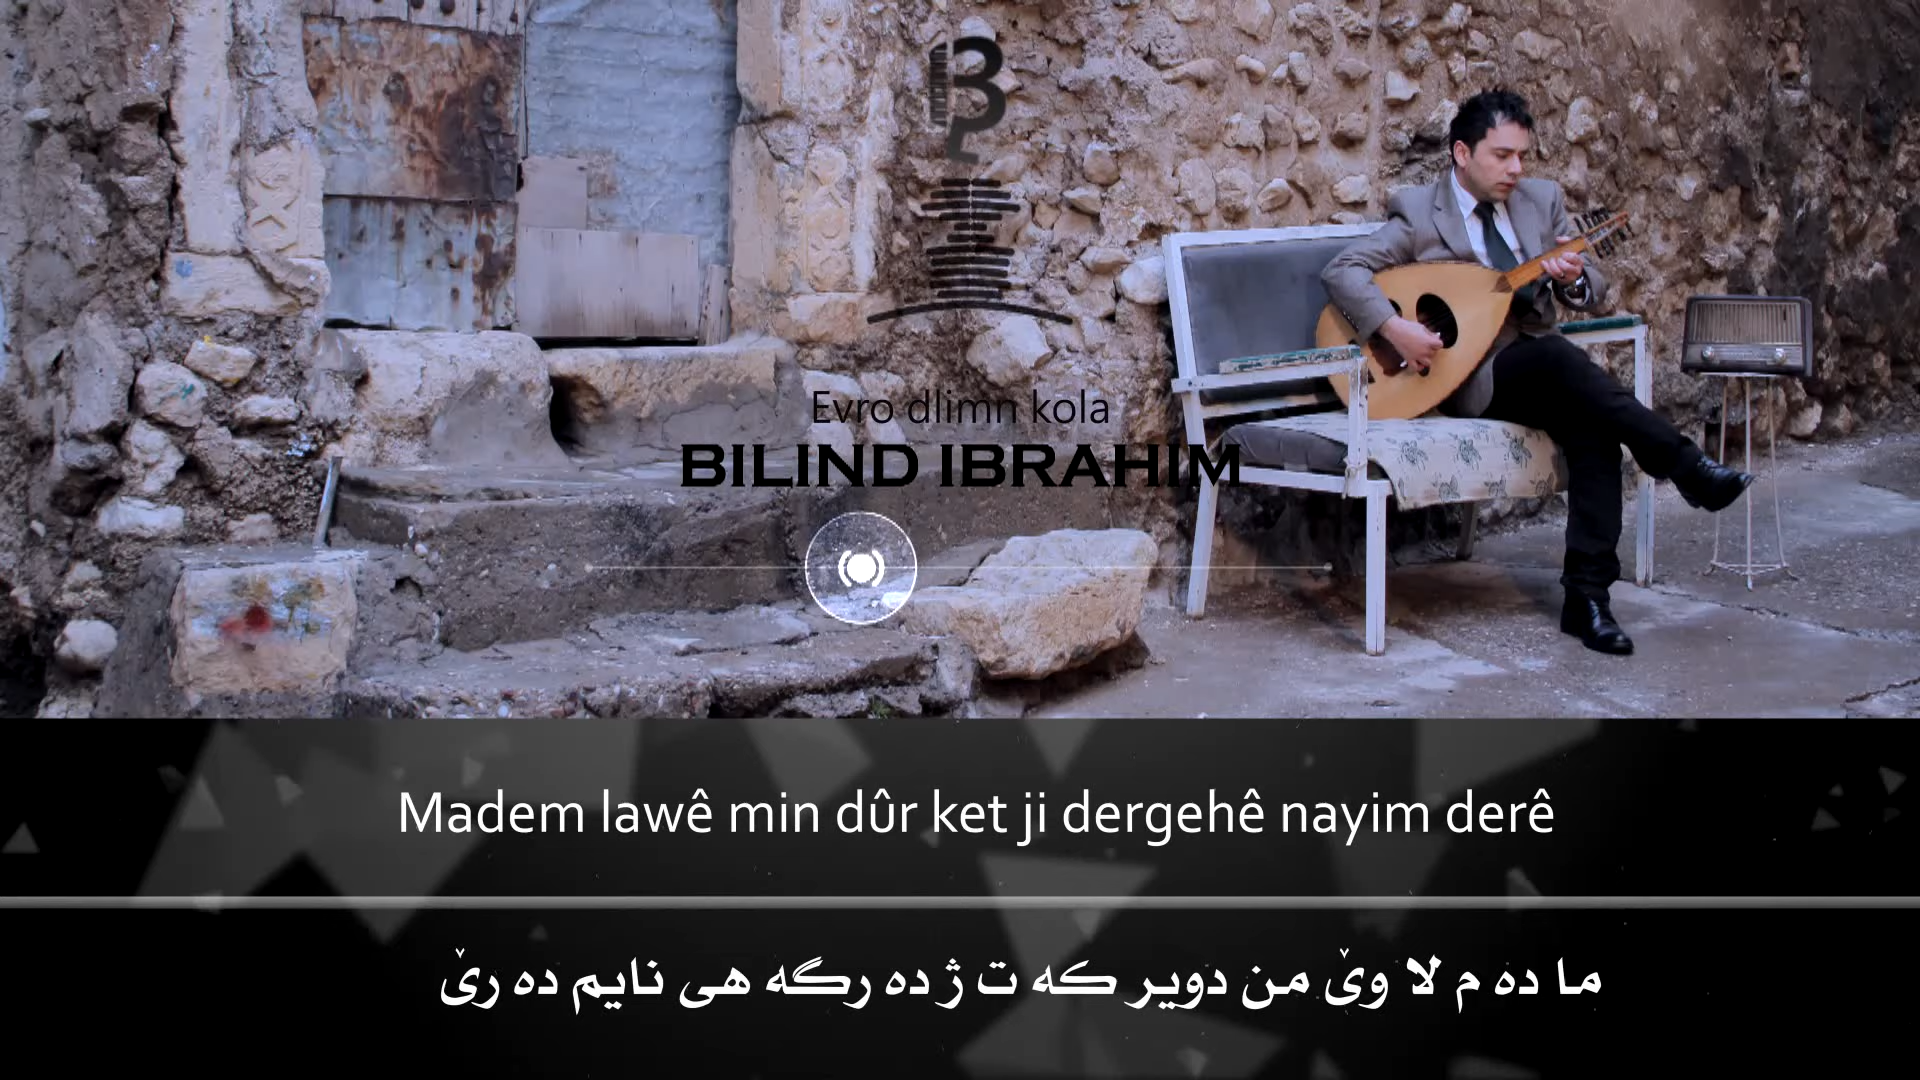 Evro dlimn kola
BILIND IBRAHIM
Madem lawê min dûr ket ji dergehê nayim derê
ما ده م لا وێ من دویر که ت ژ ده رگه هی نایم ده رێ